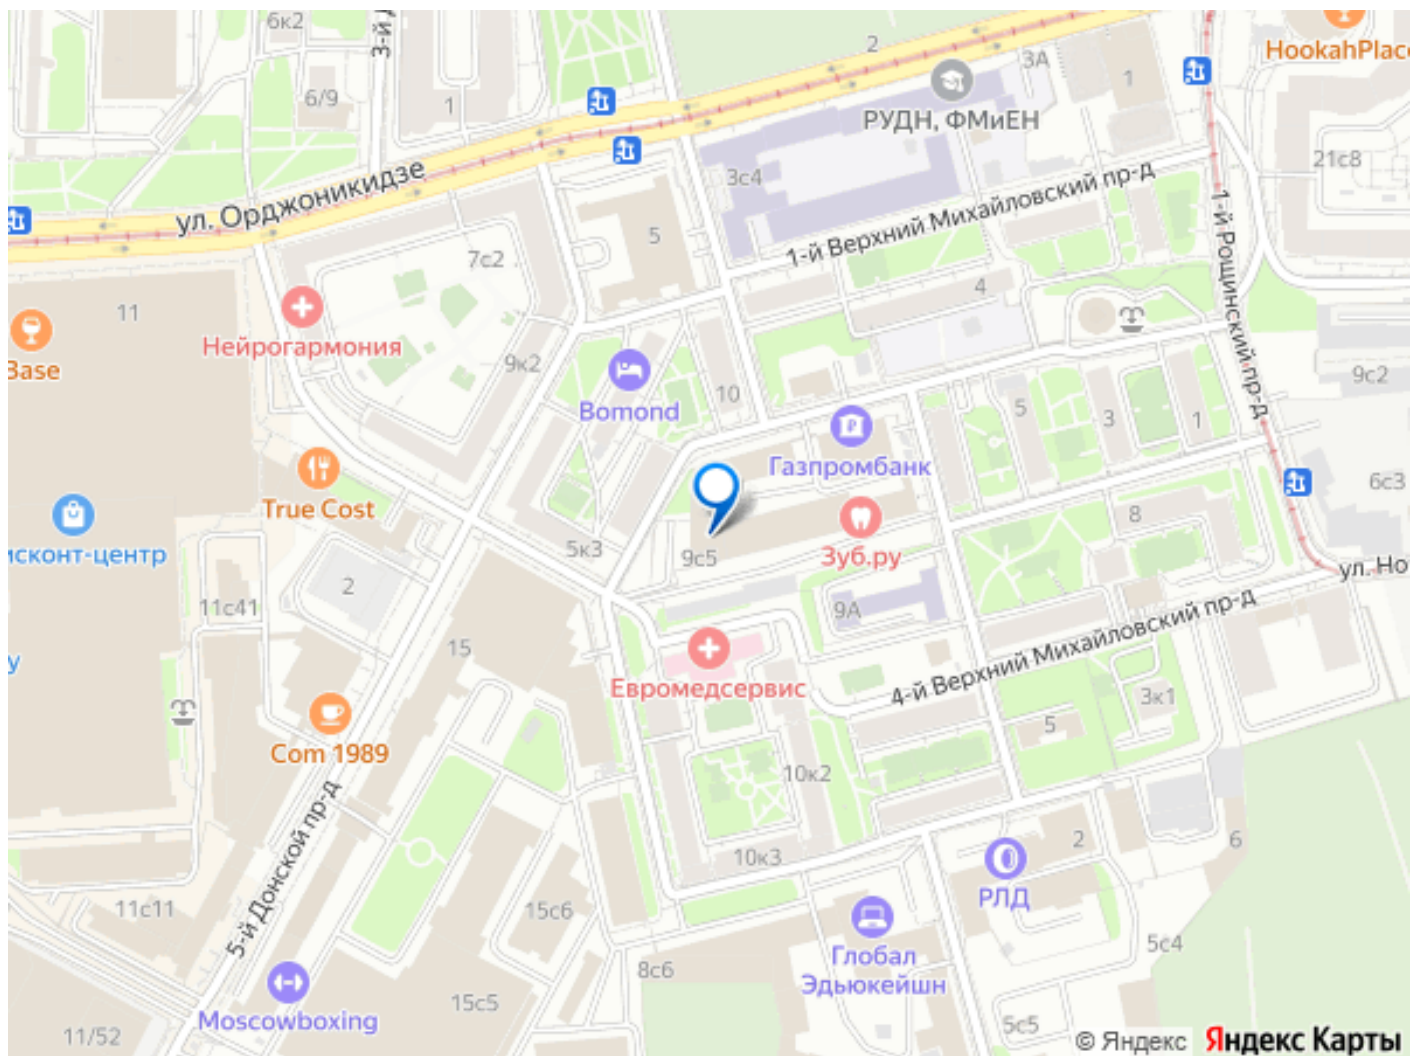 6к2
3-й
6/9
1
2
3А
1
HookahPlac
РУДН, ФМиЕН
21с8
3с4
ул. Орджоникидзе
1-й Верхний Михайловский пр-д
1-й Рощинский пр-д
5
7с2
4
11
Нейрогармония
Base
9к2
9с2
10
Bomond
5
3
1
Газпромбанк
True Cost
6с3
8
исконт-центр
5к3
9с5
Зуб.ру
ул. Но
2
11с41
9А
4-й Верхний Михайловский пр-д
15
у
Евромедсервис
3к1
5
Com 1989
10к2
5-й Донской пр-д
2
6
10к3
РЛД
11с11
15с6
5с4
Глобал
Эдьюкейшн
8с6
15с5
Moscowboxing
5с5
11/52
© Яндекс Яндекс Карты